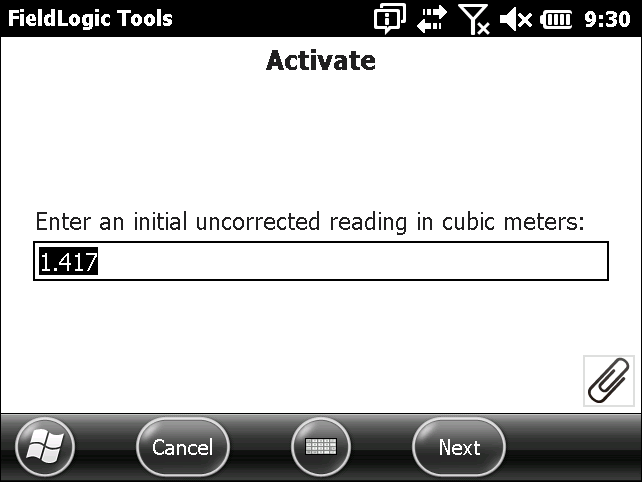 FieldLogic Tools 9:30
Activate
Enter an initial uncorrected reading in cubic meters:
1.417
Cancel Next